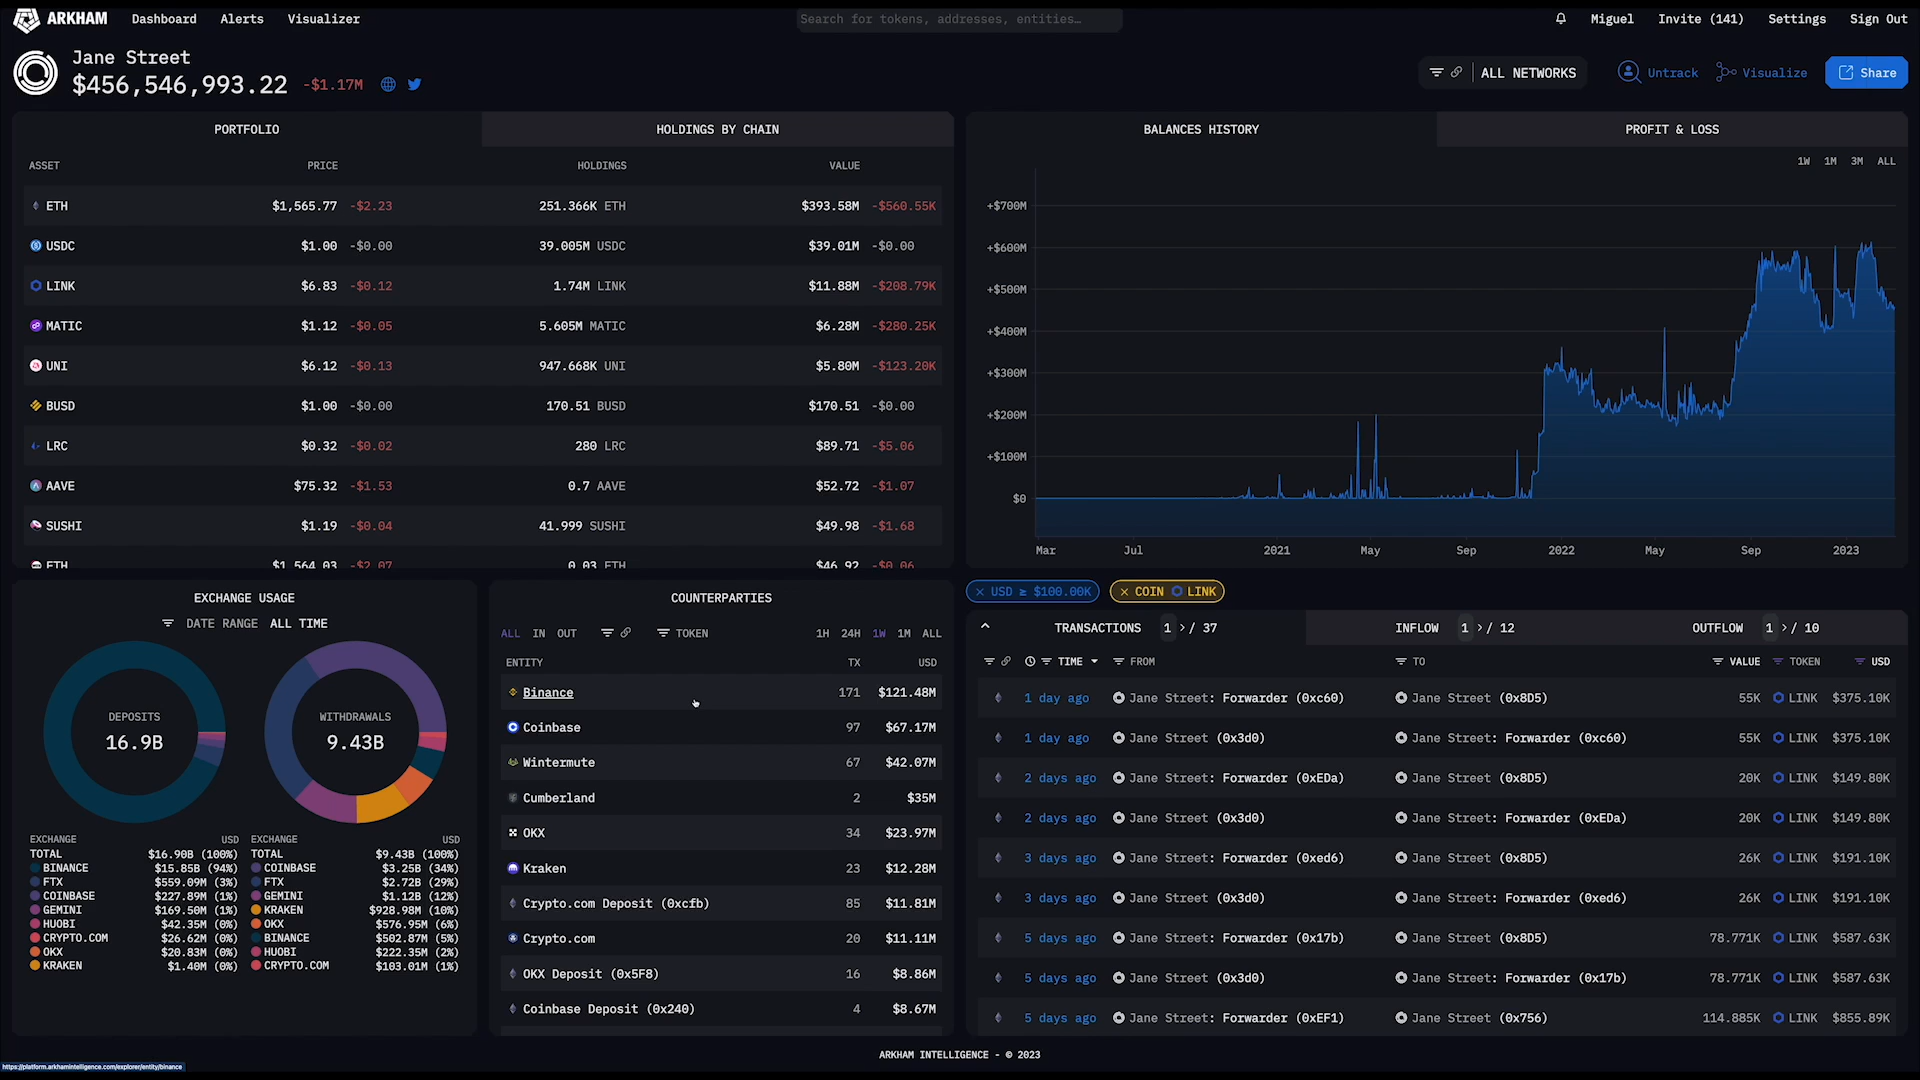 ARKHAM Dashboard Alerts Visualizer Search for tokens, addresses, entities… Miguel Invite (141) Settings Sign Out
Jane Street
$456,546,993.22 -$1.17M
ALL NETWORKS Untrack Visualize Share
PORTFOLIO HOLDINGS BY CHAIN
ASSET PRICE HOLDINGS VALUE
ETH $1,565.77 -$2.23 251.366K ETH $393.58M -$560.55K
USDC $1.00 -$0.00 39.005M USDC $39.01M -$0.00
LINK $6.83 -$0.12 1.74M LINK $11.88M -$208.79K
MATIC $1.12 -$0.05 5.605M MATIC $6.28M -$280.25K
UNI $6.12 -$0.13 947.668K UNI $5.80M -$123.20K
BUSD $1.00 -$0.00 170.51 BUSD $170.51 -$0.00
LRC $0.32 -$0.02 280 LRC $89.71 -$5.06
AAVE $75.32 -$1.53 0.7 AAVE $52.72 -$1.07
SUSHI $1.19 -$0.04 41.999 SUSHI $49.98 -$1.68
ETH $1,564.03 -$2.07 0.03 ETH $46.92 -$0.06
BALANCES HISTORY PROFIT & LOSS
1W 1M 3M ALL
+$700M
+$600M
+$500M
+$400M
+$300M
+$200M
+$100M
$0
Mar Jul 2021 May Sep 2022 May Sep 2023
EXCHANGE USAGE
DATE RANGE ALL TIME
DEPOSITS
16.9B
WITHDRAWALS
9.43B
EXCHANGE USD
TOTAL $16.90B (100%)
BINANCE $15.85B (94%)
FTX $559.09M (3%)
COINBASE $227.89M (1%)
GEMINI $169.50M (1%)
HUOBI $42.35M (0%)
CRYPTO.COM $26.62M (0%)
OKX $20.83M (0%)
KRAKEN $1.40M (0%)
EXCHANGE USD
TOTAL $9.43B (100%)
COINBASE $3.25B (34%)
FTX $2.72B (29%)
GEMINI $1.12B (12%)
KRAKEN $928.98M (10%)
OKX $576.95M (6%)
BINANCE $502.87M (5%)
HUOBI $222.35M (2%)
CRYPTO.COM $103.01M (1%)
COUNTERPARTIES
ALL IN OUT TOKEN 1H 24H 1W 1M ALL
ENTITY TX USD
Binance 171 $121.48M
Coinbase 97 $67.17M
Wintermute 67 $42.07M
Cumberland 2 $35M
OKX 34 $23.97M
Kraken 23 $12.28M
Crypto.com Deposit (0xcfb) 85 $11.81M
Crypto.com 20 $11.11M
OKX Deposit (0x5F8) 16 $8.86M
Coinbase Deposit (0x240) 4 $8.67M
× USD ≥ $100.00K × COIN LINK
TRANSACTIONS 1 > / 37 INFLOW 1 > / 12 OUTFLOW 1 > / 10
TIME FROM TO VALUE TOKEN USD
1 day ago Jane Street: Forwarder (0xc60) Jane Street (0x8D5) 55K LINK $375.10K
1 day ago Jane Street (0x3d0) Jane Street: Forwarder (0xc60) 55K LINK $375.10K
2 days ago Jane Street: Forwarder (0xEDa) Jane Street (0x8D5) 20K LINK $149.80K
2 days ago Jane Street (0x3d0) Jane Street: Forwarder (0xEDa) 20K LINK $149.80K
3 days ago Jane Street: Forwarder (0xed6) Jane Street (0x8D5) 26K LINK $191.10K
3 days ago Jane Street (0x3d0) Jane Street: Forwarder (0xed6) 26K LINK $191.10K
5 days ago Jane Street: Forwarder (0x17b) Jane Street (0x8D5) 78.771K LINK $587.63K
5 days ago Jane Street (0x3d0) Jane Street: Forwarder (0x17b) 78.771K LINK $587.63K
5 days ago Jane Street: Forwarder (0xEF1) Jane Street (0x756) 114.885K LINK $855.89K
ARKHAM INTELLIGENCE - © 2023
https://platform.arkhamintelligence.com/explorer/entity/binance